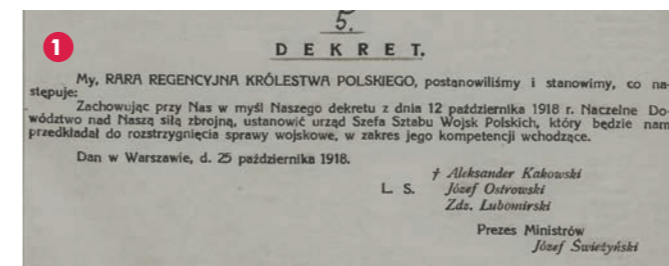 5.
1
DEKRET.
My, RARA REGENCYJNA KRÓLESTWA POLSKIEGO, postanowiliśmy i stanowimy, co na-
stępuje:
Zachowując przy Nas w myśl Naszego dekretu z dnia 12 października 1918 r. Naczelne Do-
wództwo nad Naszą siłą zbrojną, ustanowić urząd Szefa Sztabu Wojsk Polskich, który będzie nam
przedkładał do rozstrzygnięcia sprawy wojskowe, w zakres jego kompetencji wchodzące.
Dan w Warszawie, d. 25 października 1918.
† Aleksander Kakowski
L. S. Józef Ostrowski
Zdz. Lubomirski
Prezes Ministrów
Józef Świeżyński